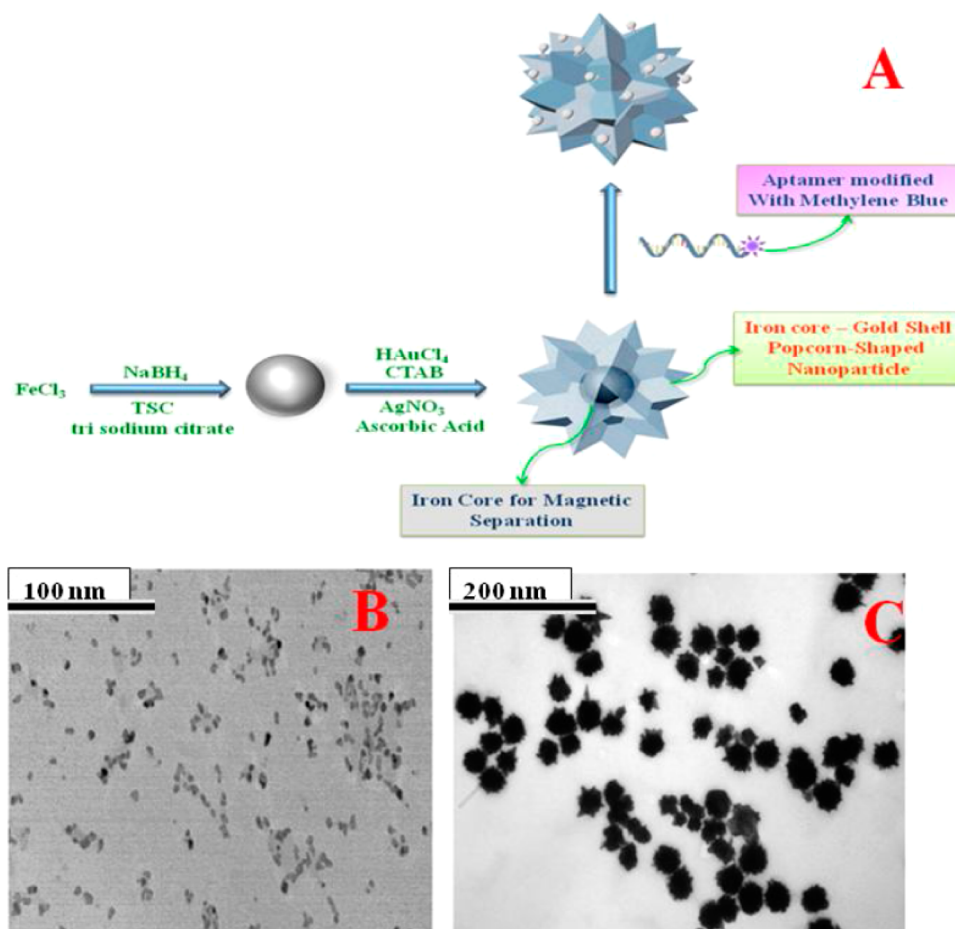 A
Aptamer modified
With Methylene Blue
Iron core – Gold Shell
Popcorn-Shaped
Nanoparticle
FeCl3
NaBH4
TSC
tri sodium citrate
HAuCl4
CTAB
AgNO3
Ascorbic Acid
Iron Core for Magnetic
Separation
100 nm
B
200 nm
C